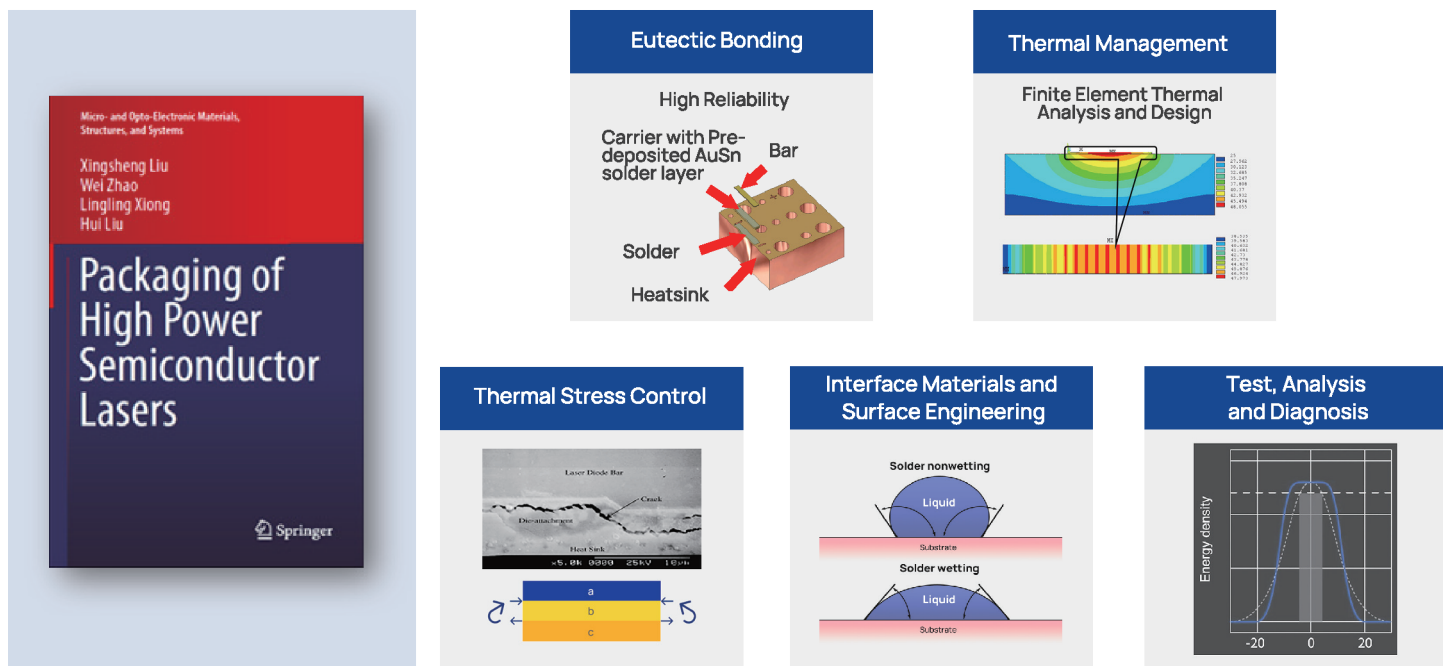 Micro- and Opto-Electronic Materials,
Structures, and Systems
Xingsheng Liu
Wei Zhao
Lingling Xiong
Hui Liu
Packaging of
High Power
Semiconductor
Lasers
Springer
Eutectic Bonding
High Reliability
Carrier with Pre-
deposited AuSn
solder layer
Bar
Solder
Heatsink
Thermal Management
Finite Element Thermal
Analysis and Design
Thermal Stress Control
Laser Diode Bar
Crack
Die-attachment
Heat Sink
x5.0k 0000 25kV 10μm
a
b
c
Interface Materials and
Surface Engineering
Solder nonwetting
Liquid
Substrate
Solder wetting
Liquid
Substrate
Test, Analysis
and Diagnosis
Energy density
-20 0 20